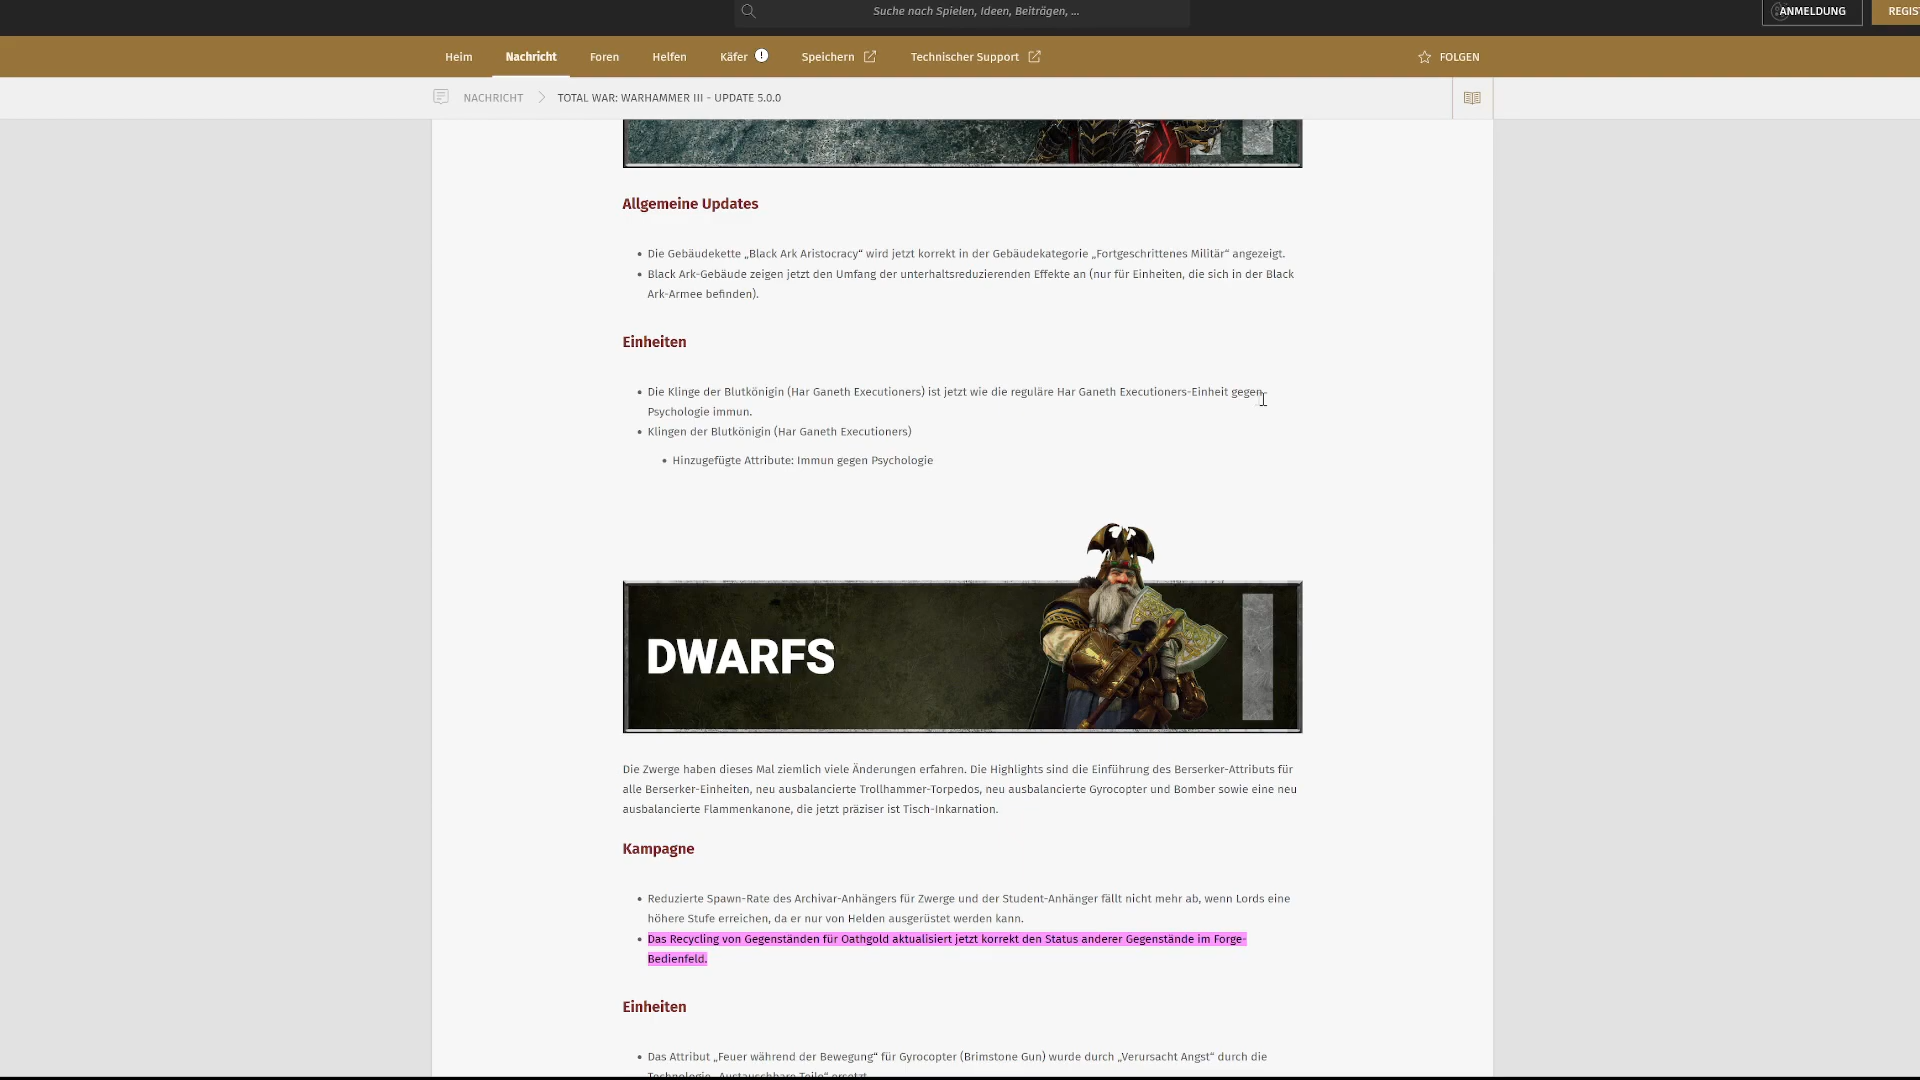 Suche nach Spielen, Ideen, Beiträgen, ...
ANMELDUNG
REGIS
Heim
Nachricht
Foren
Helfen
Käfer
Speichern
Technischer Support
FOLGEN
NACHRICHT
TOTAL WAR: WARHAMMER III - UPDATE 5.0.0
Allgemeine Updates
Die Gebäudekette „Black Ark Aristocracy“ wird jetzt korrekt in der Gebäudekategorie „Fortgeschrittenes Militär“ angezeigt.
Black Ark-Gebäude zeigen jetzt den Umfang der unterhaltsreduzierenden Effekte an (nur für Einheiten, die sich in der Black
Ark-Armee befinden).
Einheiten
Die Klinge der Blutkönigin (Har Ganeth Executioners) ist jetzt wie die reguläre Har Ganeth Executioners-Einheit gegen
Psychologie immun.
Klingen der Blutkönigin (Har Ganeth Executioners)
Hinzugefügte Attribute: Immun gegen Psychologie
DWARFS
Die Zwerge haben dieses Mal ziemlich viele Änderungen erfahren. Die Highlights sind die Einführung des Berserker-Attributs für
alle Berserker-Einheiten, neu ausbalancierte Trollhammer-Torpedos, neu ausbalancierte Gyrocopter und Bomber sowie eine neu
ausbalancierte Flammenkanone, die jetzt präziser ist Tisch-Inkarnation.
Kampagne
Reduzierte Spawn-Rate des Archivar-Anhängers für Zwerge und der Student-Anhänger fällt nicht mehr ab, wenn Lords eine
höhere Stufe erreichen, da er nur von Helden ausgerüstet werden kann.
Das Recycling von Gegenständen für Oathgold aktualisiert jetzt korrekt den Status anderer Gegenstände im Forge-
Bedienfeld.
Einheiten
Das Attribut „Feuer während der Bewegung“ für Gyrocopter (Brimstone Gun) wurde durch „Verursacht Angst“ durch die
Technologie „Austauschbare Teile“ ersetzt.